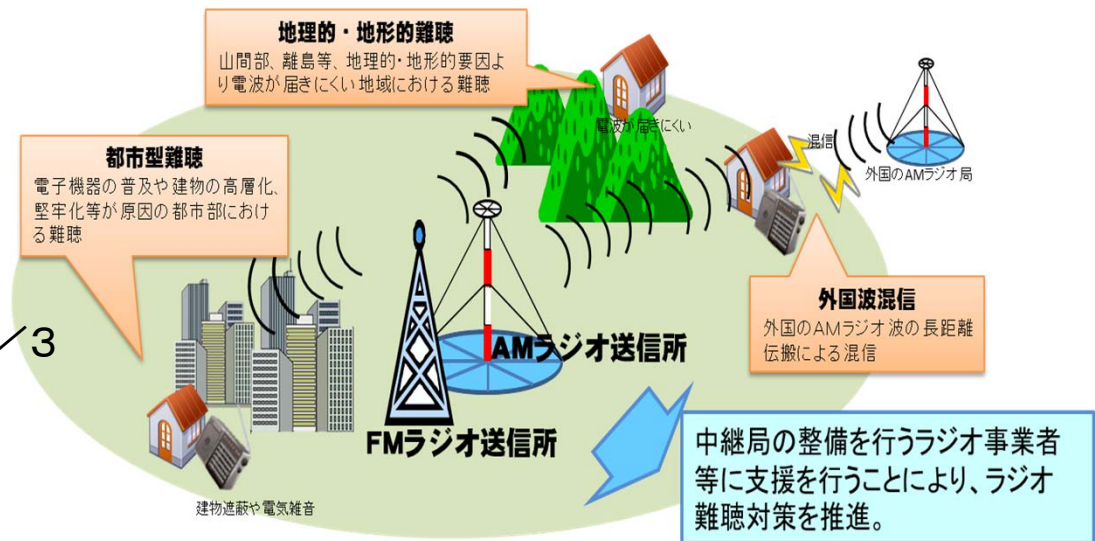 地理的・地形的難聴
山間部、離島等、地理的・地形的要因よ
り電波が届きにくい地域における難聴
電波が届きにくい
混信
外国のAMラジオ局
都市型難聴
電子機器の普及や建物の高層化、
堅牢化等が原因の都市部におけ
る難聴
外国波混信
外国のAMラジオ波の長距離
伝搬による混信
／3
AMラジオ送信所
FMラジオ送信所
建物遮蔽や電気雑音
中継局の整備を行うラジオ事業者
等に支援を行うことにより、ラジオ
難聴対策を推進。